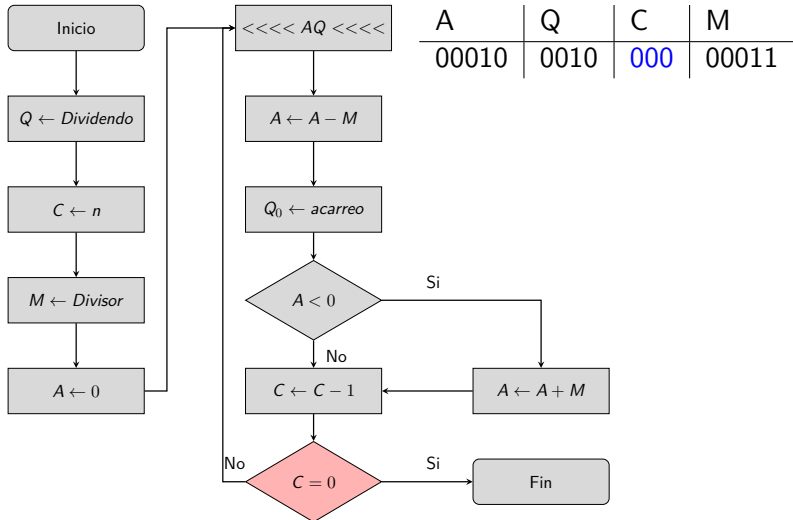 Inicio
Q ← Dividendo
C ← n
M ← Divisor
A ← 0
<<<< AQ <<<<
A ← A − M
Q₀ ← acarreo
A < 0
Si
No
C ← C − 1
A ← A + M
C = 0
No
Si
Fin
A Q C M
00010 0010 000 00011